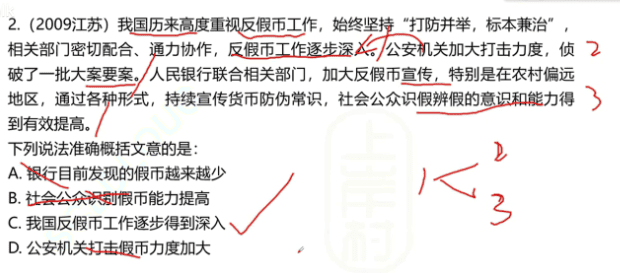 2.（2009江苏）我国历来高度重视反假币工作，始终坚持“打防并举，标本兼治”，
相关部门密切配合、通力协作，反假币工作逐步深入。公安机关加大打击力度，侦 2
破了一批大案要案。人民银行联合相关部门，加大反假币宣传，特别是在农村偏远
地区，通过各种形式，持续宣传货币防伪常识，社会公众识假辨假的意识和能力得 3
到有效提高。
下列说法准确概括文意的是：
A. 银行目前发现的假币越来越少
B. 社会公众识别假币能力提高
C. 我国反假币工作逐步得到深入
D. 公安机关打击假币力度加大
1 2
3
上岸村